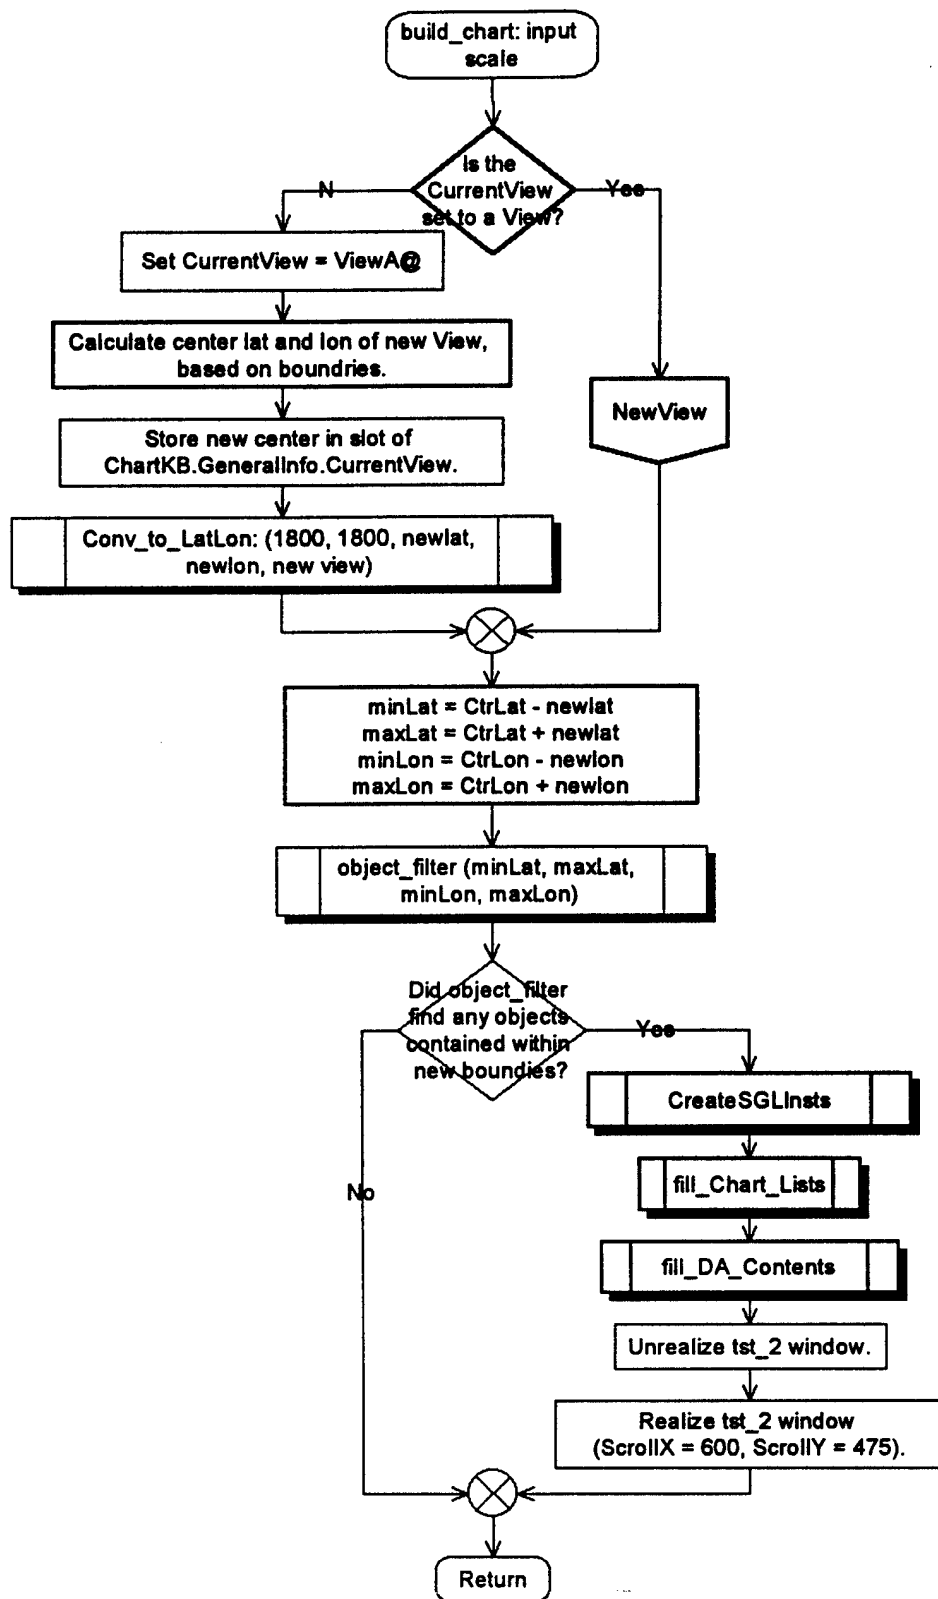 build_chart: input
scale
Is the
CurrentView
set to a View?
N
Yes
Set CurrentView = ViewA@
Calculate center lat and lon of new View,
based on boundries.
NewView
Store new center in slot of
ChartKB.GeneralInfo.CurrentView.
Conv_to_LatLon: (1800, 1800, newlat,
newlon, new view)
minLat = CtrLat - newlat
maxLat = CtrLat + newlat
minLon = CtrLon - newlon
maxLon = CtrLon + newlon
object_filter (minLat, maxLat,
minLon, maxLon)
Did object_filter
find any objects
contained within
new boundies?
Yes
CreateSGLInsts
fill_Chart_Lists
No
fill_DA_Contents
Unrealize tst_2 window.
Realize tst_2 window
(ScrollX = 600, ScrollY = 475).
Return